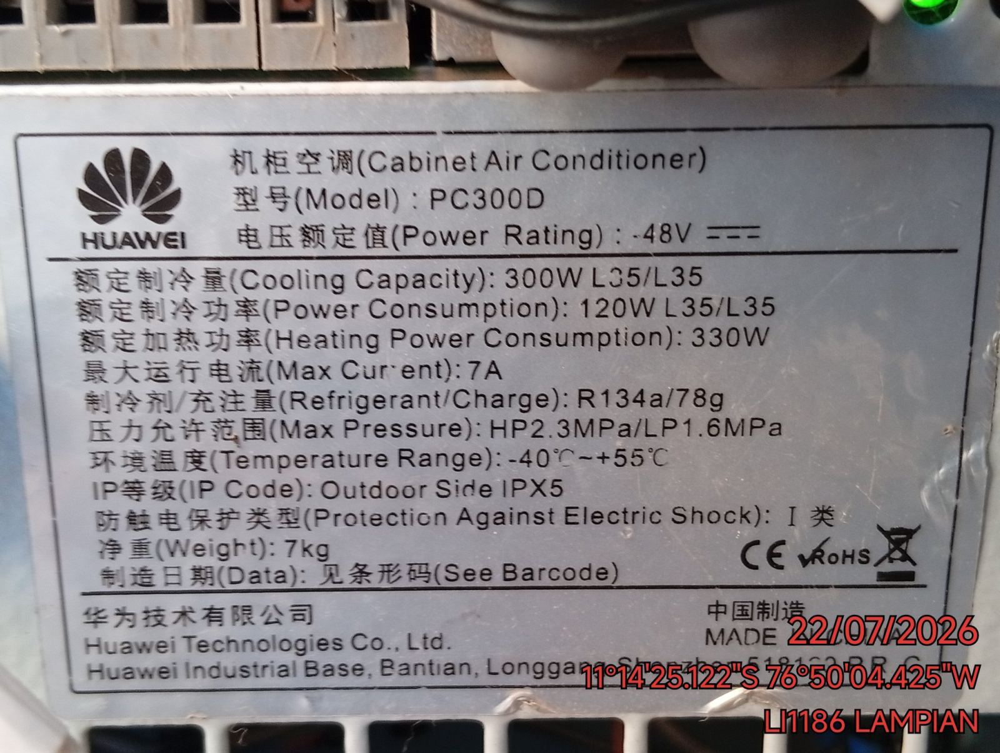 HUAWEI
机柜空调(Cabinet Air Conditioner)
型号(Model) : PC300D
电压额定值(Power Rating) : -48V
额定制冷量(Cooling Capacity): 300W L35/L35
额定制冷功率(Power Consumption): 120W L35/L35
额定加热功率(Heating Power Consumption): 330W
最大运行电流(Max Current): 7A
制冷剂/充注量(Refrigerant/Charge): R134a/78g
压力允许范围(Max Pressure): HP2.3MPa/LP1.6MPa
环境温度(Temperature Range): -40℃~+55℃
IP等级(IP Code): Outdoor Side IPX5
防触电保护类型(Protection Against Electric Shock): I 类
净重(Weight): 7kg
CE RoHS
制造日期(Data): 见条形码(See Barcode)
华为技术有限公司
中国制造
Huawei Technologies Co., Ltd.
MADE IN CHINA
Huawei Industrial Base, Bantian, Longgang Shenzhen
22/07/2026
11°14'25.122"S 76°50'04.425"W
LI1186 LAMPIAN